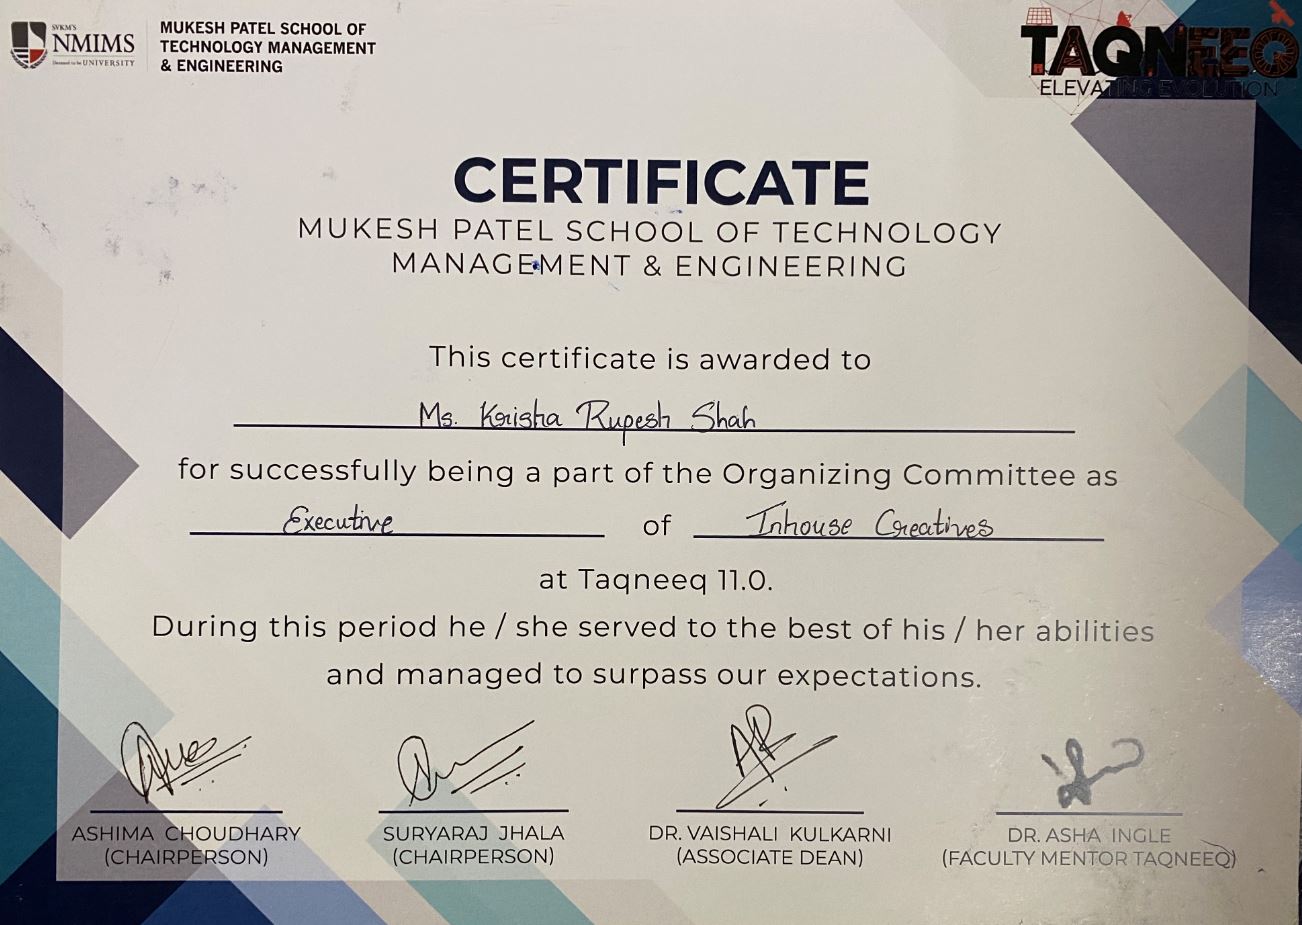 SVKM'S
NMIMS
Deemed to be UNIVERSITY
MUKESH PATEL SCHOOL OF
TECHNOLOGY MANAGEMENT
& ENGINEERING
TAQNEEQ
ELEVATING EVOLUTION
CERTIFICATE
MUKESH PATEL SCHOOL OF TECHNOLOGY
MANAGEMENT & ENGINEERING
This certificate is awarded to
Ms. Krisha Rupesh Shah
for successfully being a part of the Organizing Committee as
Executive of Inhouse Creatives
at Taqneeq 11.0.
During this period he / she served to the best of his / her abilities
and managed to surpass our expectations.
ASHIMA CHOUDHARY SURYARAJ JHALA DR. VAISHALI KULKARNI DR. ASHA INGLE
(CHAIRPERSON) (CHAIRPERSON) (ASSOCIATE DEAN) (FACULTY MENTOR TAQNEEQ)